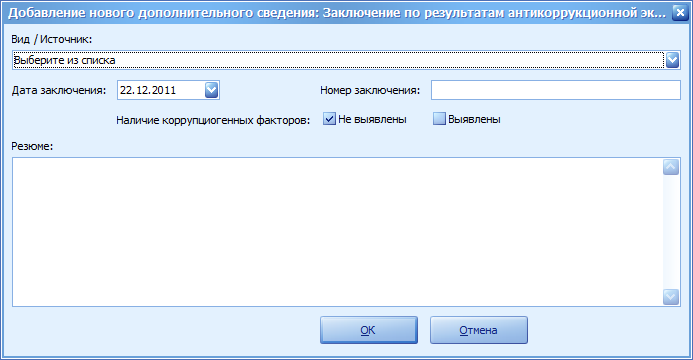 Добавление нового дополнительного сведения: Заключение по результатам антикоррукционной эк...
Вид /Источник:
Выберите из списка
Дата заключения: 22.12.2011 Номер заключения:
Наличие коррупциогенных факторов: Не выявлены Выявлены
Резюме:
OK Отмена